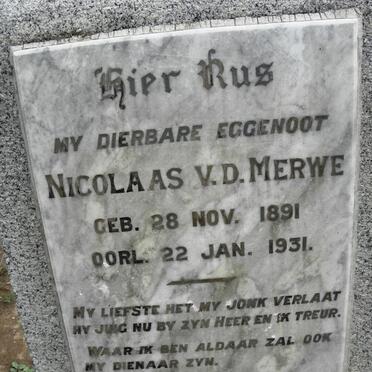 Hier Rus
MY DIERBARE EGGENOOT
NICOLAAS V.D. MERWE
GEB. 28 NOV. 1891
OORL. 22 JAN. 1931.
MY LIEFSTE HET MY JONK VERLAAT
HY JUIG NU BY ZYN HEER EN IK TREUR.
WAAR IK BEN ALDAAR ZAL OOK
MY DIENAAR ZYN.